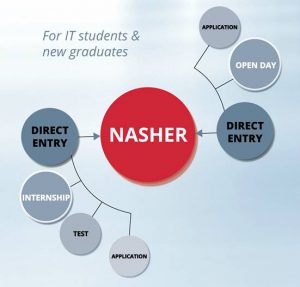 For IT students &
new graduates
APPLICATION
OPEN DAY
DIRECT
ENTRY
NASHER
DIRECT
ENTRY
INTERNSHIP
TEST
APPLICATION